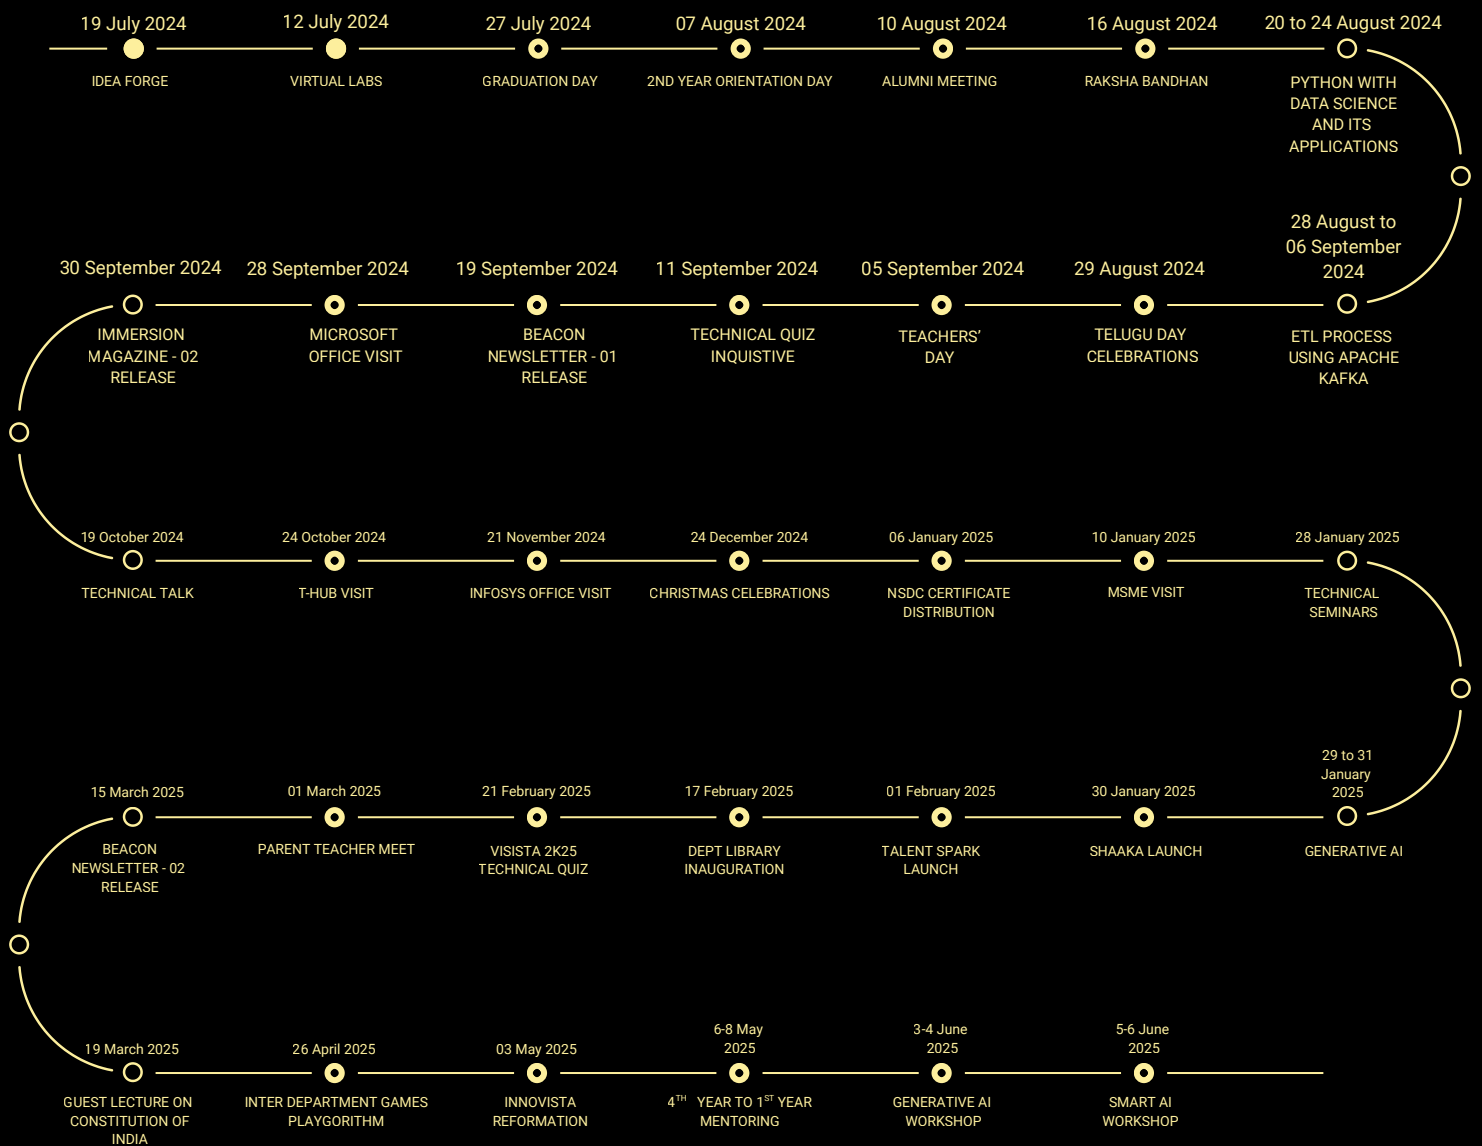 19 July 2024
IDEA FORGE
12 July 2024
VIRTUAL LABS
27 July 2024
GRADUATION DAY
07 August 2024
2ND YEAR ORIENTATION DAY
10 August 2024
ALUMNI MEETING
16 August 2024
RAKSHA BANDHAN
20 to 24 August 2024
PYTHON WITH
DATA SCIENCE
AND ITS
APPLICATIONS
28 August to
06 September
2024
ETL PROCESS
USING APACHE
KAFKA
29 August 2024
TELUGU DAY
CELEBRATIONS
05 September 2024
TEACHERS’
DAY
11 September 2024
TECHNICAL QUIZ
INQUISTIVE
19 September 2024
BEACON
NEWSLETTER - 01
RELEASE
28 September 2024
MICROSOFT
OFFICE VISIT
30 September 2024
IMMERSION
MAGAZINE - 02
RELEASE
19 October 2024
TECHNICAL TALK
24 October 2024
T-HUB VISIT
21 November 2024
INFOSYS OFFICE VISIT
24 December 2024
CHRISTMAS CELEBRATIONS
06 January 2025
NSDC CERTIFICATE
DISTRIBUTION
10 January 2025
MSME VISIT
28 January 2025
TECHNICAL
SEMINARS
29 to 31
January
2025
GENERATIVE AI
30 January 2025
SHAAKA LAUNCH
01 February 2025
TALENT SPARK
LAUNCH
17 February 2025
DEPT LIBRARY
INAUGURATION
21 February 2025
VISISTA 2K25
TECHNICAL QUIZ
01 March 2025
PARENT TEACHER MEET
15 March 2025
BEACON
NEWSLETTER - 02
RELEASE
19 March 2025
GUEST LECTURE ON
CONSTITUTION OF
INDIA
26 April 2025
INTER DEPARTMENT GAMES
PLAYGORITHM
03 May 2025
INNOVISTA
REFORMATION
6-8 May
2025
4TH YEAR TO 1ST YEAR
MENTORING
3-4 June
2025
GENERATIVE AI
WORKSHOP
5-6 June
2025
SMART AI
WORKSHOP